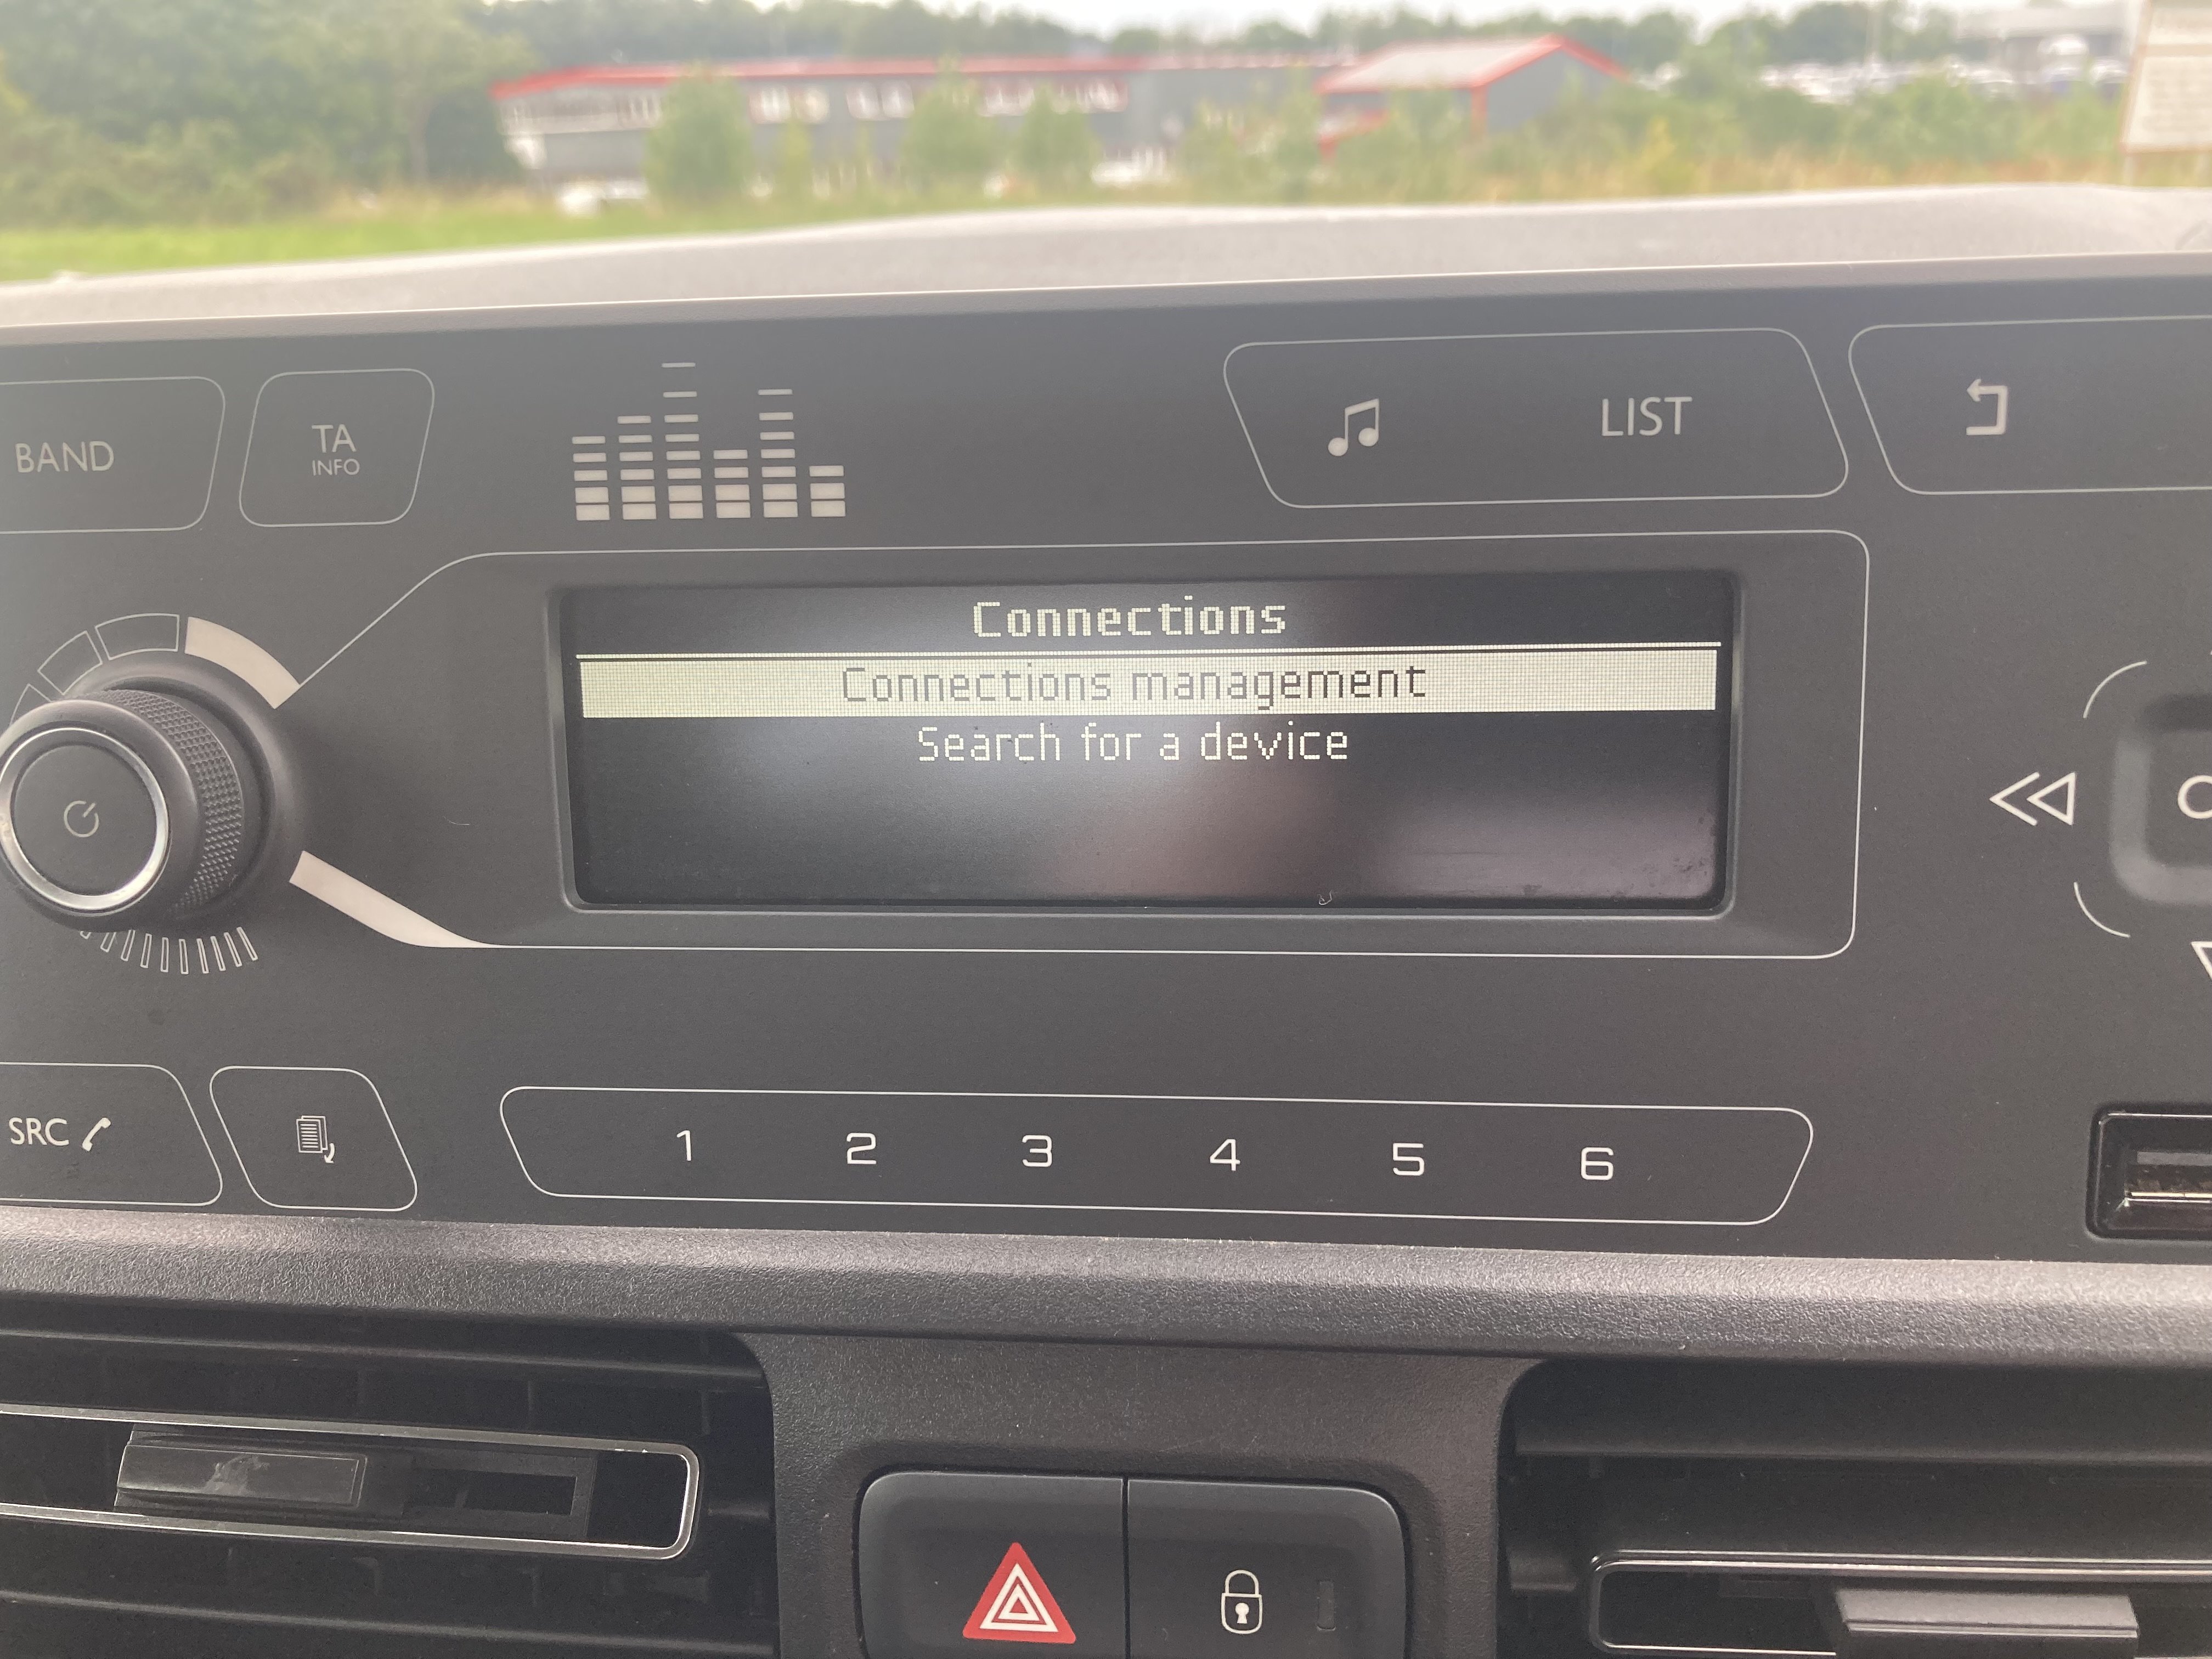 BAND
TA
INFO
LIST
Connections
Connections management
Search for a device
SRC
1 2 3 4 5 6